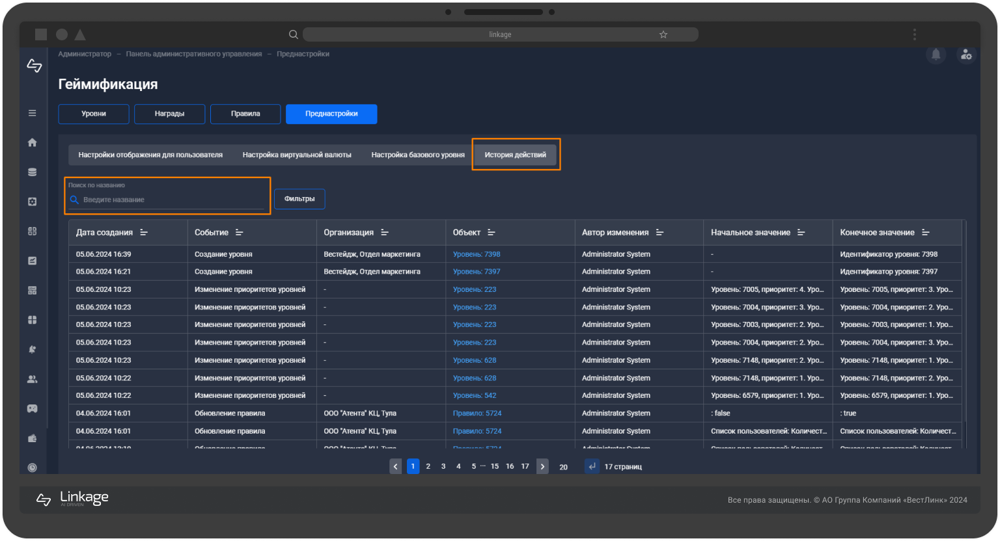 linkage
Администратор – Панель административного управления – Преднастройки
Геймификация
Уровни Награды Правила Преднастройки
Настройки отображения для пользователя Настройка виртуальной валюты Настройка базового уровня История действий
Поиск по названию
Введите название Фильтры
Дата создания Событие Организация Объект Автор изменения Начальное значение Конечное значение
05.06.2024 16:39 Создание уровня Вестейдж, Отдел маркетинга Уровень: 7398 Administrator System - Идентификатор уровня: 7398
05.06.2024 16:21 Создание уровня Вестейдж, Отдел маркетинга Уровень: 7397 Administrator System - Идентификатор уровня: 7397
05.06.2024 10:23 Изменение приоритетов уровней - Уровень: 223 Administrator System Уровень: 7005, приоритет: 4. Уро... Уровень: 7005, приоритет: 3. Уро...
05.06.2024 10:23 Изменение приоритетов уровней - Уровень: 223 Administrator System Уровень: 7004, приоритет: 3. Уро... Уровень: 7004, приоритет: 2. Уро...
05.06.2024 10:23 Изменение приоритетов уровней - Уровень: 223 Administrator System Уровень: 7003, приоритет: 2. Уро... Уровень: 7003, приоритет: 1. Уро...
05.06.2024 10:23 Изменение приоритетов уровней - Уровень: 223 Administrator System Уровень: 7004, приоритет: 2. Уро... Уровень: 7004, приоритет: 3. Уро...
05.06.2024 10:23 Изменение приоритетов уровней - Уровень: 628 Administrator System Уровень: 7148, приоритет: 2. Уро... Уровень: 7148, приоритет: 1. Уро...
05.06.2024 10:22 Изменение приоритетов уровней - Уровень: 628 Administrator System Уровень: 7148, приоритет: 1. Уро... Уровень: 7148, приоритет: 2. Уро...
05.06.2024 10:22 Изменение приоритетов уровней - Уровень: 542 Administrator System Уровень: 6579, приоритет: 1. Уро... Уровень: 6579, приоритет: 1. Уро...
04.06.2024 16:01 Обновление правила ООО "Атента" КЦ, Тула Правило: 5724 Administrator System : false : true
04.06.2024 16:01 Обновление правила ООО "Атента" КЦ, Тула Правило: 5724 Administrator System Список пользователей: Количест... Список пользователей: Количест...
1 2 3 4 5 ... 15 16 17 20 17 страниц
Linkage
AI DRIVEN
Все права защищены. © АО Группа Компаний «ВестЛинк» 2024